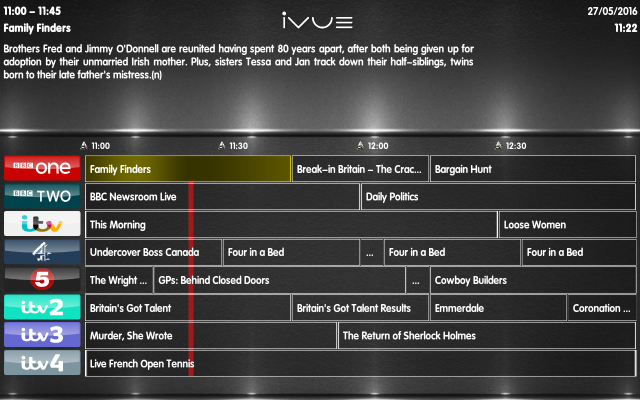 11:00 – 11:45
iVUE
27/05/2016
Family Finders
11:22
Brothers Fred and Jimmy O'Donnell are reunited having spent 80 years apart, after both being given up for
adoption by their unmarried Irish mother. Plus, sisters Tessa and Jan track down their half-siblings, twins
born to their late father's mistress.(n)
11:00 11:30 12:00 12:30
BBC one Family Finders Break-in Britain - The Crac... Bargain Hunt
BBC TWO BBC Newsroom Live Daily Politics
itv This Morning Loose Women
4 Undercover Boss Canada Four in a Bed ... Four in a Bed Four in a Bed
5 The Wright ... GPs: Behind Closed Doors ... Cowboy Builders
itv2 Britain's Got Talent Britain's Got Talent Results Emmerdale Coronation ...
itv3 Murder, She Wrote The Return of Sherlock Holmes
itv4 Live French Open Tennis